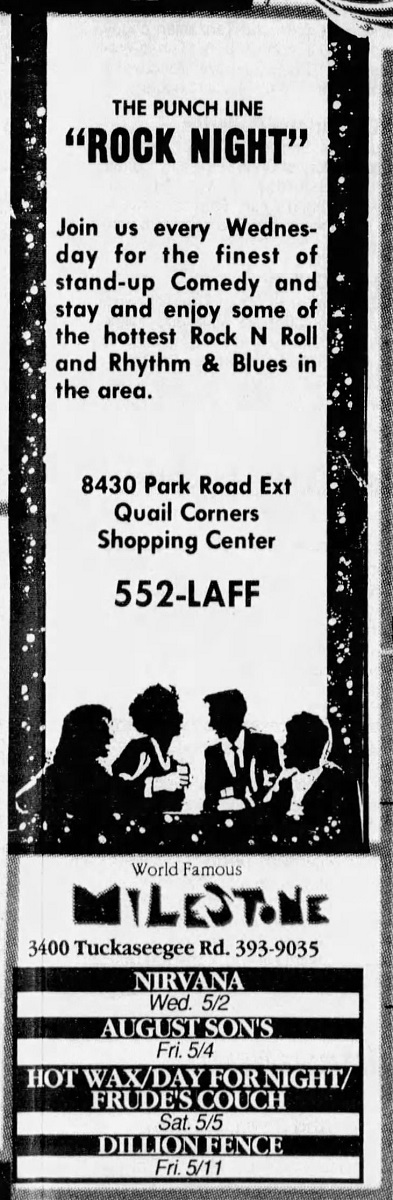 THE PUNCH LINE
“ROCK NIGHT”
Join us every Wednes-
day for the finest of
stand-up Comedy and
stay and enjoy some of
the hottest Rock N Roll
and Rhythm & Blues in
the area.
8430 Park Road Ext
Quail Corners
Shopping Center
552-LAFF
World Famous
MILESTONE
3400 Tuckaseegee Rd. 393-9035
NIRVANA
Wed. 5/2
AUGUST SON'S
Fri. 5/4
HOT WAX/DAY FOR NIGHT/
FRUDE'S COUCH
Sat. 5/5
DILLION FENCE
Fri. 5/11